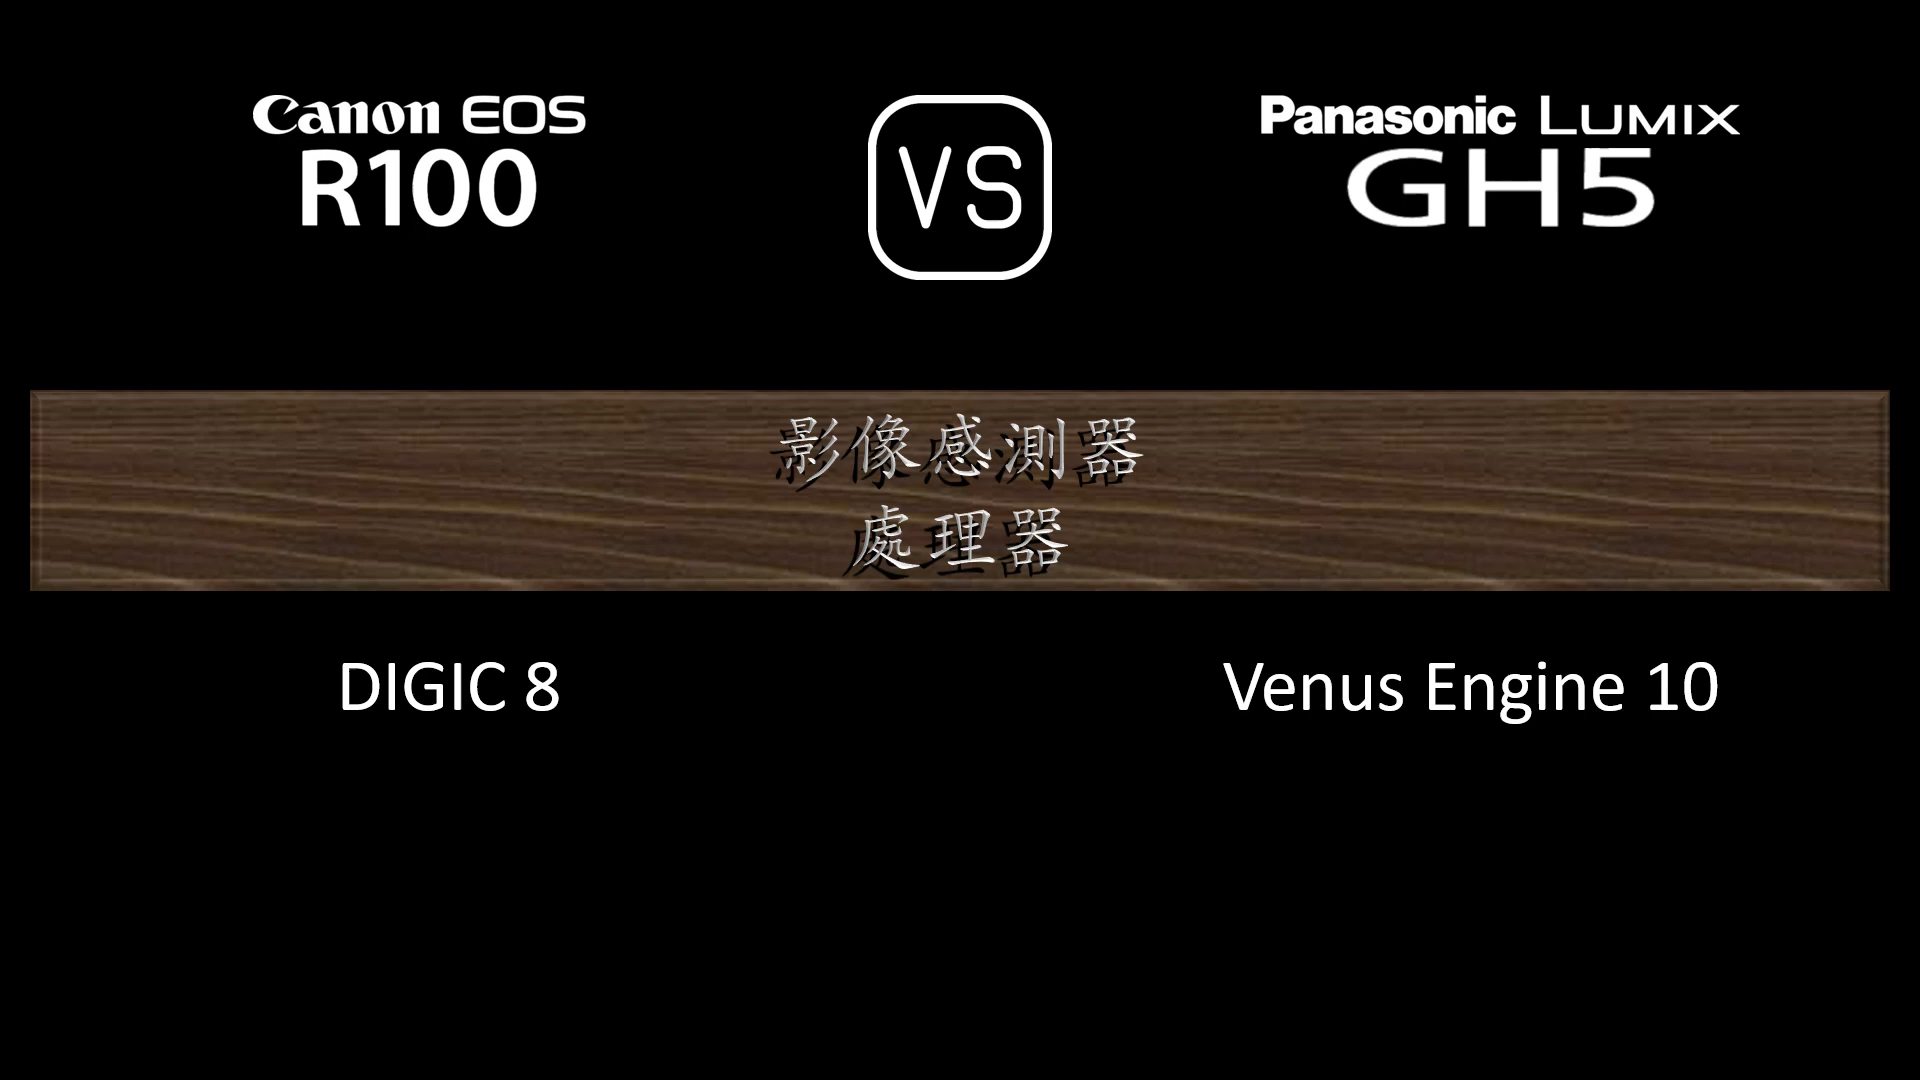 Canon EOS
R100
VS
Panasonic LUMIX
GH5
影像感測器
處理器
DIGIC 8
Venus Engine 10